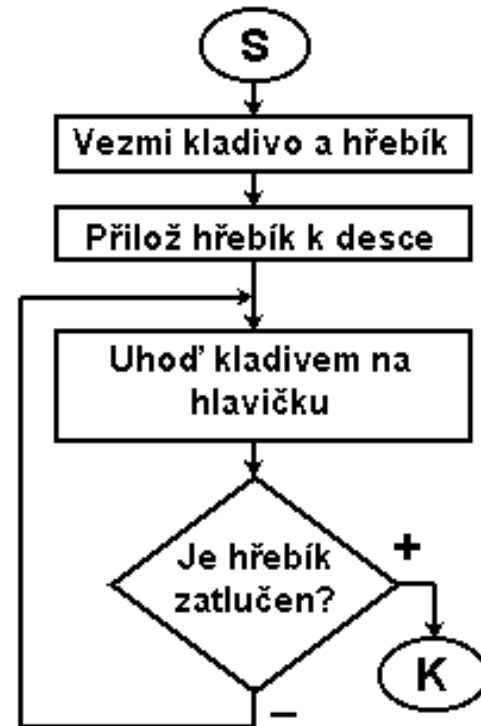 S
Vezmi kladivo a hřebík
Přilož hřebík k desce
Uhoď kladivem na
hlavičku
Je hřebík
zatlučen?
+
K
–